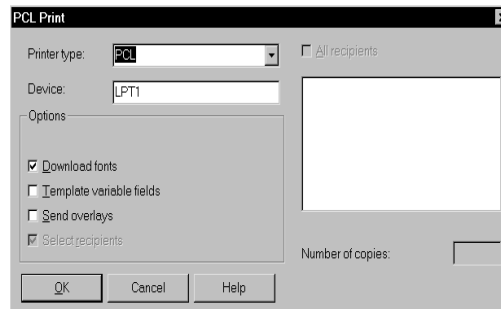 PCL Print
Printer type: PCL
All recipients
Device: LPT1
Options
Download fonts
Template variable fields
Send overlays
Select recipients
Number of copies:
OK Cancel Help